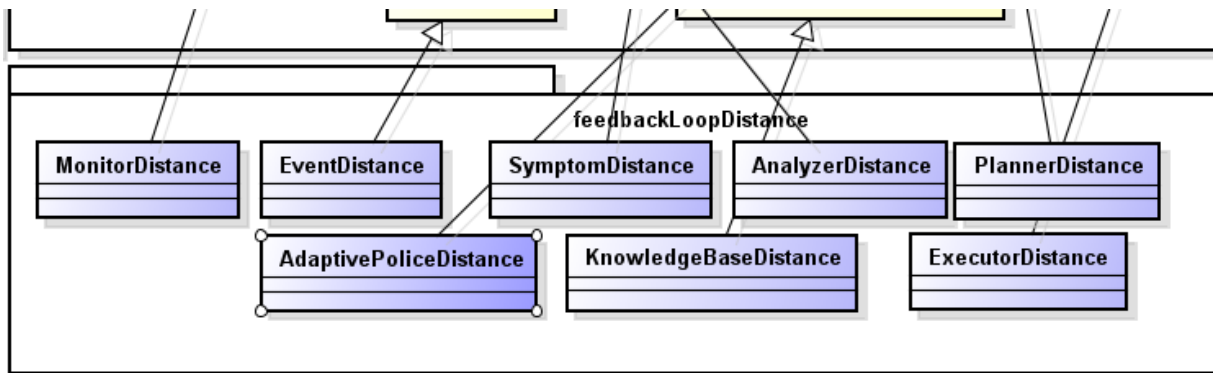 feedbackLoopDistance
MonitorDistance
EventDistance
SymptomDistance
AnalyzerDistance
PlannerDistance
AdaptivePoliceDistance
KnowledgeBaseDistance
ExecutorDistance